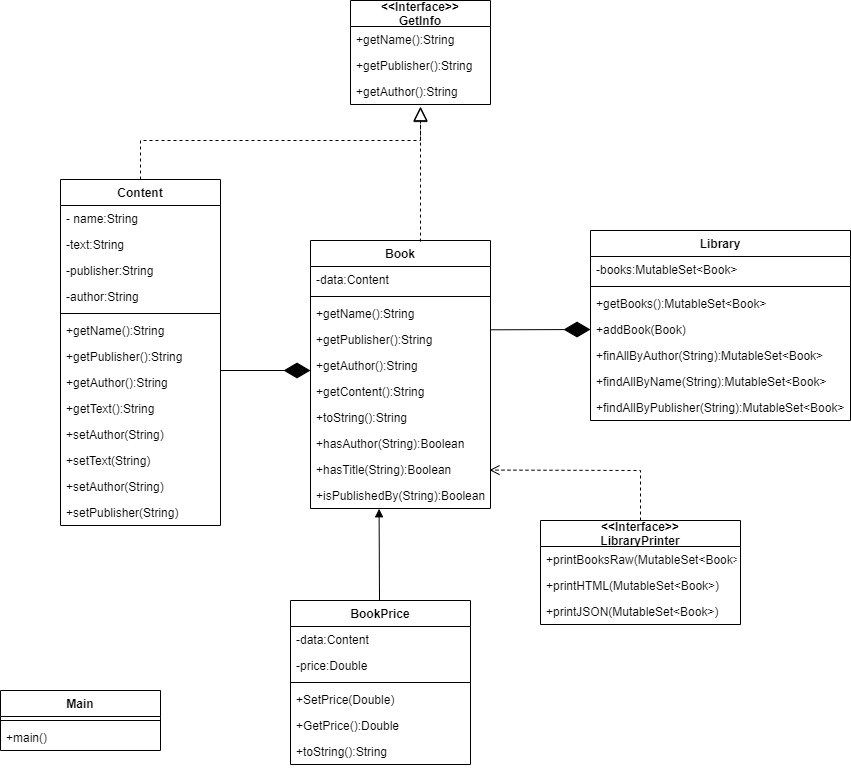 <<Interface>>
GetInfo
+getName():String
+getPublisher():String
+getAuthor():String
Content
- name:String
-text:String
-publisher:String
-author:String
+getName():String
+getPublisher():String
+getAuthor():String
+getText():String
+setAuthor(String)
+setText(String)
+setAuthor(String)
+setPublisher(String)
Book
-data:Content
+getName():String
+getPublisher():String
+getAuthor():String
+getContent():String
+toString():String
+hasAuthor(String):Boolean
+hasTitle(String):Boolean
+isPublishedBy(String):Boolean
Library
-books:MutableSet<Book>
+getBooks():MutableSet<Book>
+addBook(Book)
+finAllByAuthor(String):MutableSet<Book>
+findAllByName(String):MutableSet<Book>
+findAllByPublisher(String):MutableSet<Book>
<<Interface>>
LibraryPrinter
+printBooksRaw(MutableSet<Book>
+printHTML(MutableSet<Book>)
+printJSON(MutableSet<Book>)
BookPrice
-data:Content
-price:Double
+SetPrice(Double)
+GetPrice():Double
+toString():String
Main
+main()